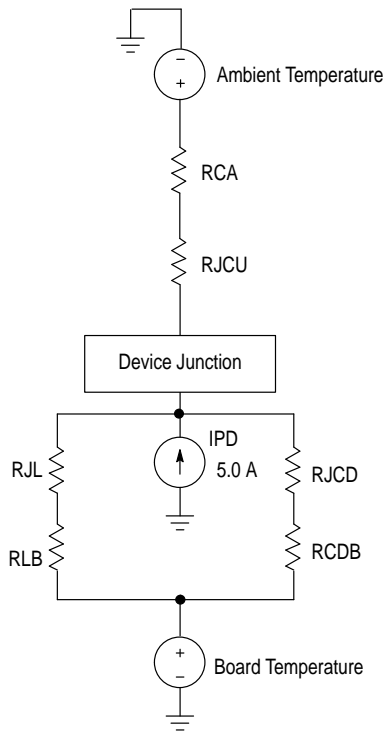 −
+
Ambient Temperature
RCA
RJCU
Device Junction
IPD
5.0 A
RJL
RJCD
RLB
RCDB
+
−
Board Temperature